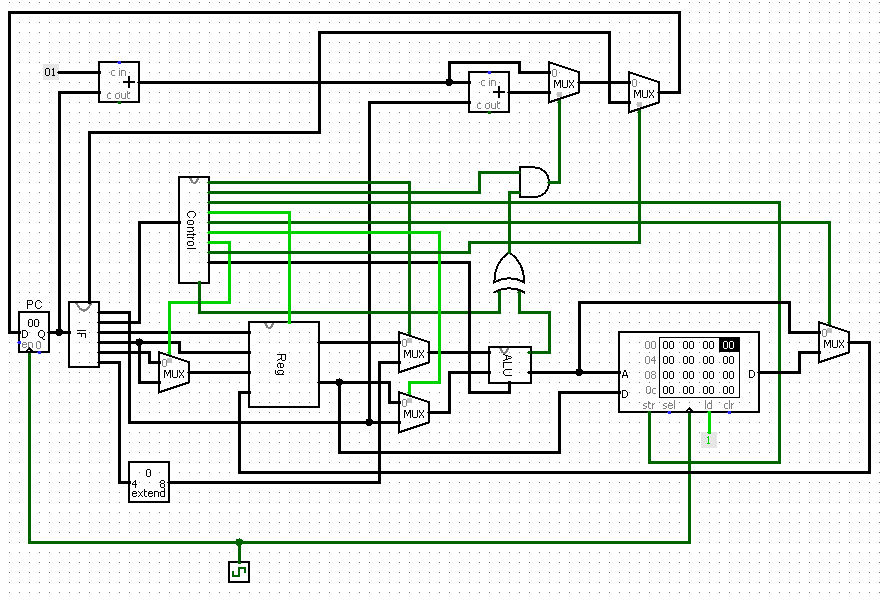 01
c in
+
c out
c in
+
c out
0
MUX
0
MUX
Control
PC
00
D Q
en 0
IF
0
MUX
Reg
0
MUX
0
MUX
ALU
00 00 00 00 00
04 00 00 00 00
08 00 00 00 00
0c 00 00 00 00
A
D
D
str sel ld clr
0
MUX
1
0
4 8
extend